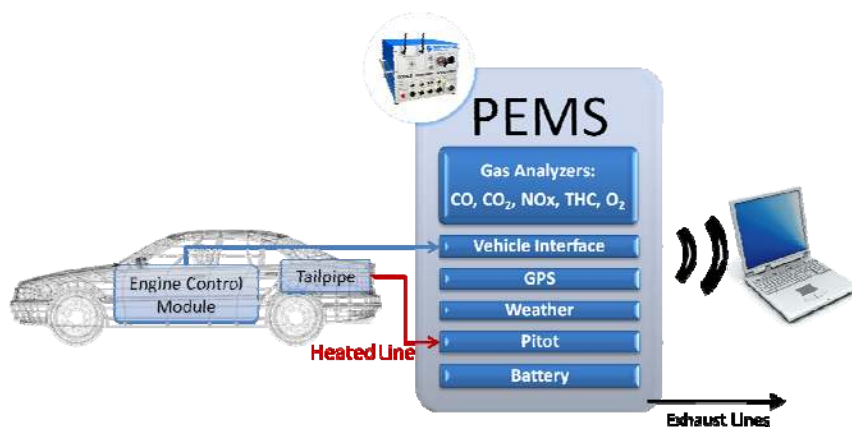 PEMS
Gas Analyzers:
CO, CO₂, NOx, THC, O₂
Vehicle Interface
GPS
Weather
Pitot
Battery
Engine Control
Module
Tailpipe
Heated Line
Exhaust Lines